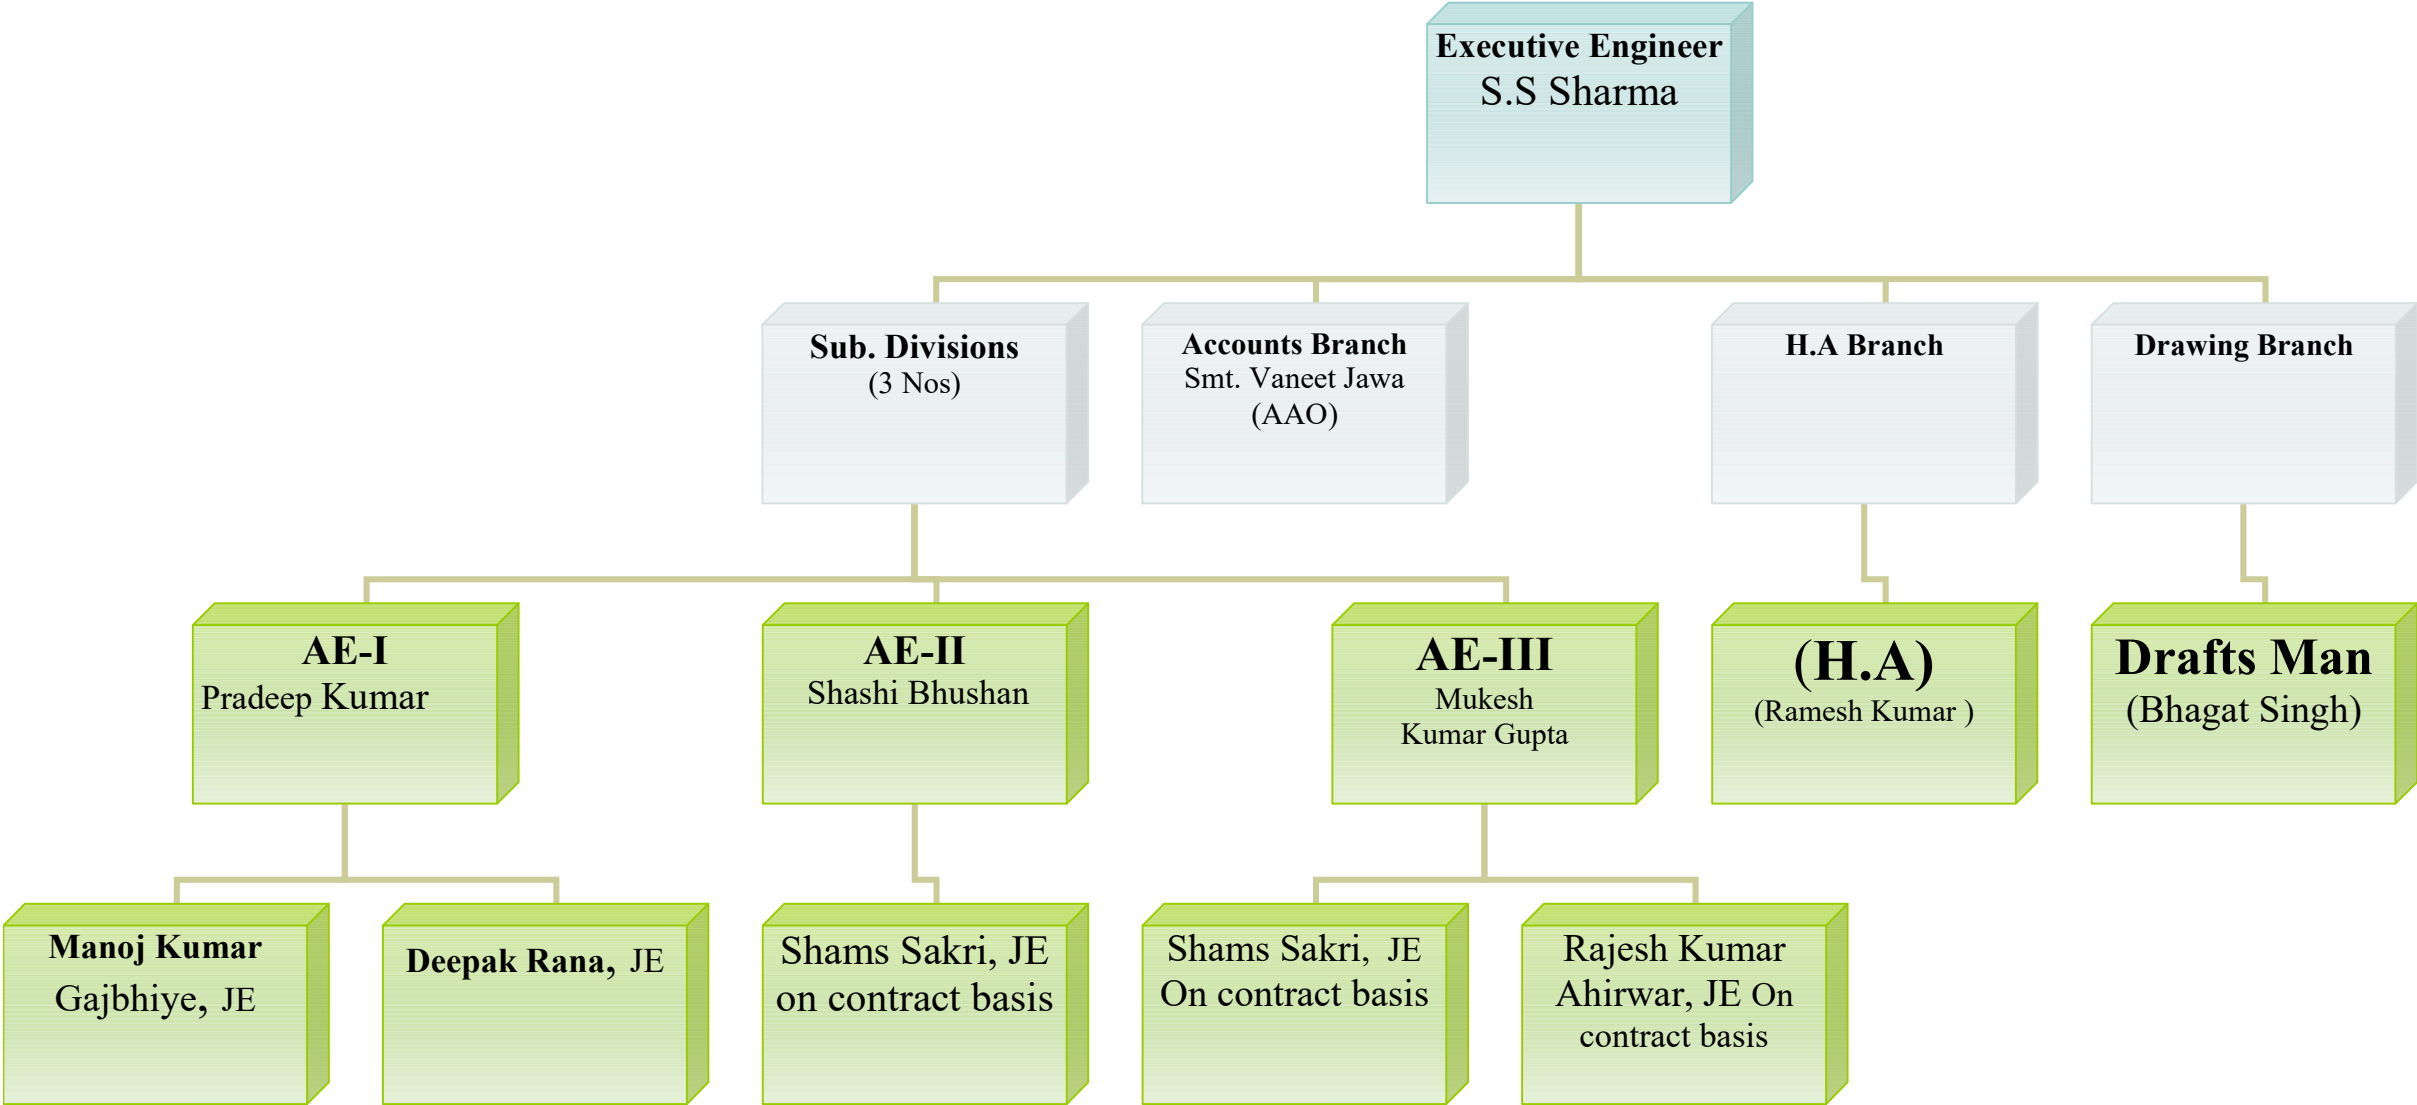 Executive Engineer
S.S Sharma
Sub. Divisions
(3 Nos)
Accounts Branch
Smt. Vaneet Jawa
(AAO)
H.A Branch
Drawing Branch
AE-I
Pradeep Kumar
AE-II
Shashi Bhushan
AE-III
Mukesh
Kumar Gupta
(H.A)
(Ramesh Kumar )
Drafts Man
(Bhagat Singh)
Manoj Kumar
Gajbhiye, JE
Deepak Rana, JE
Shams Sakri, JE
on contract basis
Shams Sakri, JE
On contract basis
Rajesh Kumar
Ahirwar, JE On
contract basis